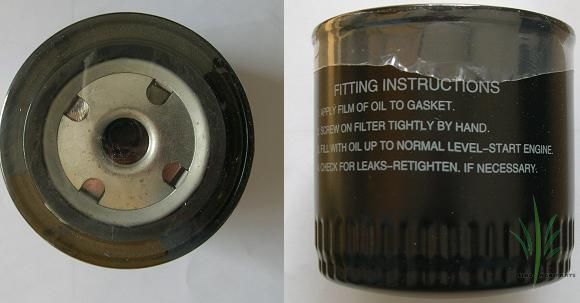 FITTING INSTRUCTIONS
APPLY FILM OF OIL TO GASKET.
SCREW ON FILTER TIGHTLY BY HAND.
FILL WITH OIL UP TO NORMAL LEVEL-START ENGINE.
CHECK FOR LEAKS-RETIGHTEN. IF NECESSARY.